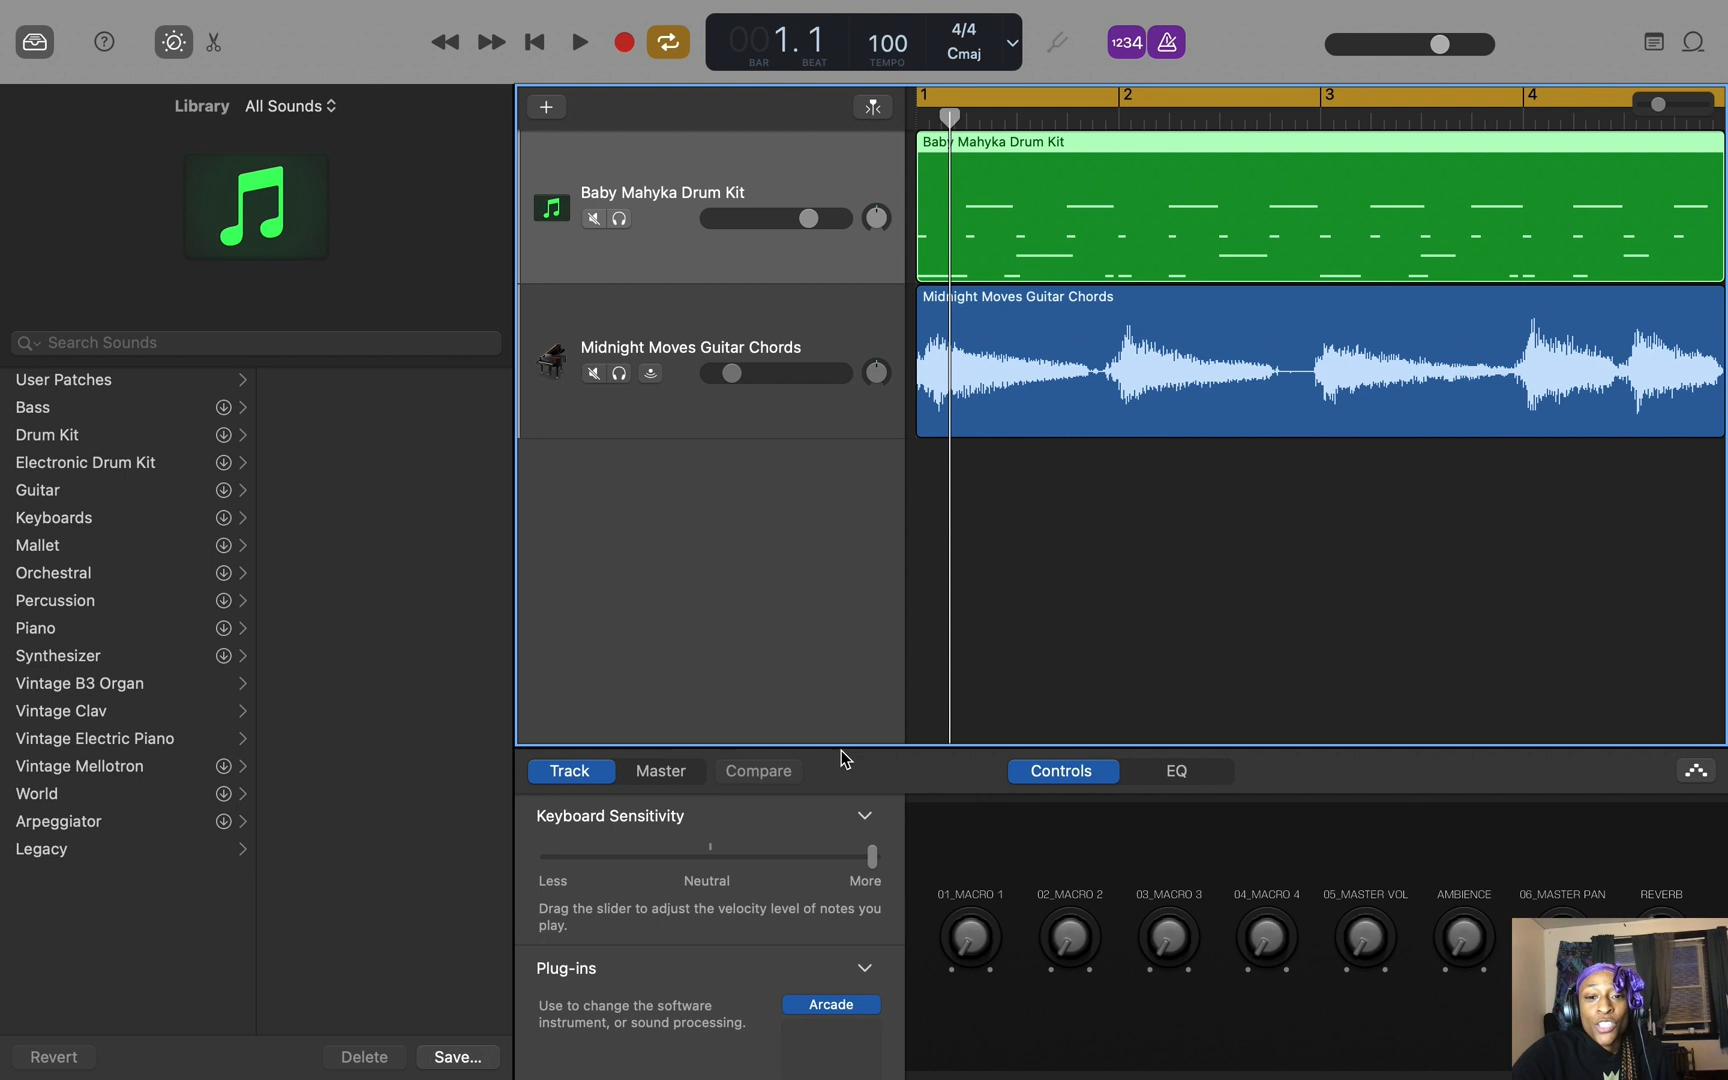 1234
001.1
BAR
BEAT
100
TEMPO
4/4
Cmaj
Library
All Sounds
Search Sounds
User Patches
Bass
Drum Kit
Electronic Drum Kit
Guitar
Keyboards
Mallet
Orchestral
Percussion
Piano
Synthesizer
Vintage B3 Organ
Vintage Clav
Vintage Electric Piano
Vintage Mellotron
World
Arpeggiator
Legacy
Revert
Delete
Save...
1
2
3
4
Baby Mahyka Drum Kit
Baby Mahyka Drum Kit
Midnight Moves Guitar Chords
Midnight Moves Guitar Chords
Track
Master
Compare
Controls
EQ
Keyboard Sensitivity
Less
Neutral
More
Drag the slider to adjust the velocity level of notes you
play.
Plug-ins
Use to change the software
instrument, or sound processing.
Arcade
01_MACRO 1
02_MACRO 2
03_MACRO 3
04_MACRO 4
05_MASTER VOL
AMBIENCE
06_MASTER PAN
REVERB